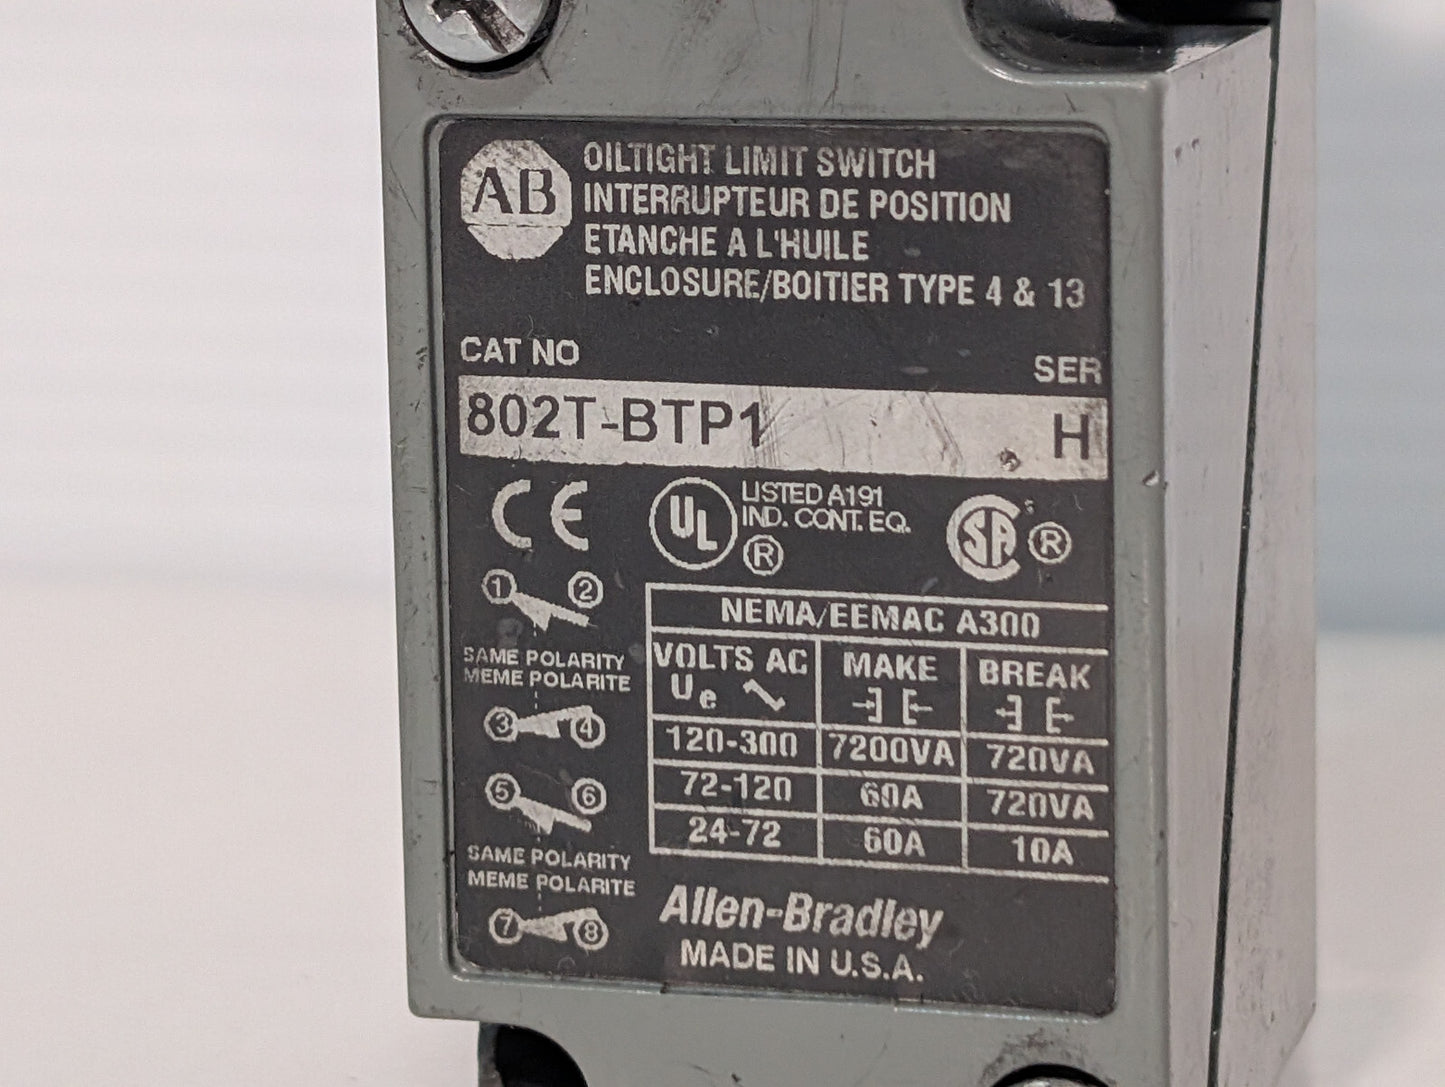 AB
OILTIGHT LIMIT SWITCH
INTERRUPTEUR DE POSITION
ETANCHE A L'HUILE
ENCLOSURE/BOITIER TYPE 4 & 13
CAT NO SER
802T-BTP1 H
CE UL LISTED A191
IND. CONT. EQ.
® SA ®
1 2
SAME POLARITY
MEME POLARITE
3 4
5 6
SAME POLARITY
MEME POLARITE
7 8
NEMA/EEMAC A300
VOLTS AC MAKE BREAK
Ue
120-300 7200VA 720VA
72-120 60A 720VA
24-72 60A 10A
Allen-Bradley
MADE IN U.S.A.